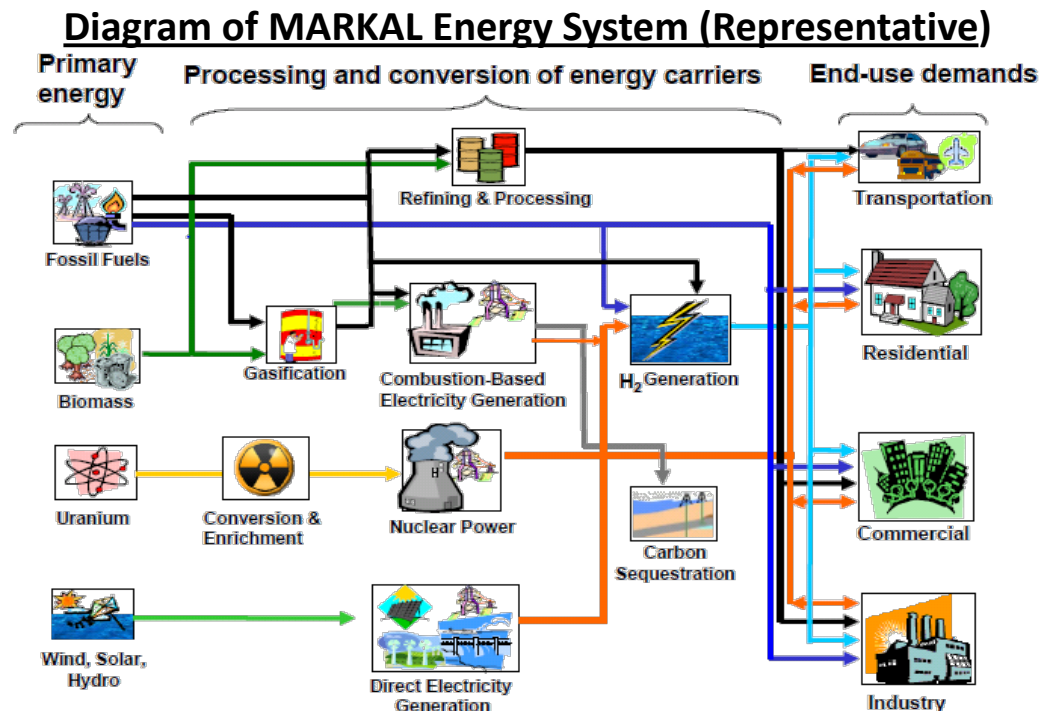 Diagram of MARKAL Energy System (Representative)
Primary
energy
Processing and conversion of energy carriers
End-use demands
Refining & Processing
Transportation
Fossil Fuels
Residential
Gasification
Combustion-Based
Electricity Generation
H2 Generation
Biomass
Commercial
Uranium
Conversion &
Enrichment
Nuclear Power
Carbon
Sequestration
Wind, Solar,
Hydro
Direct Electricity
Generation
Industry